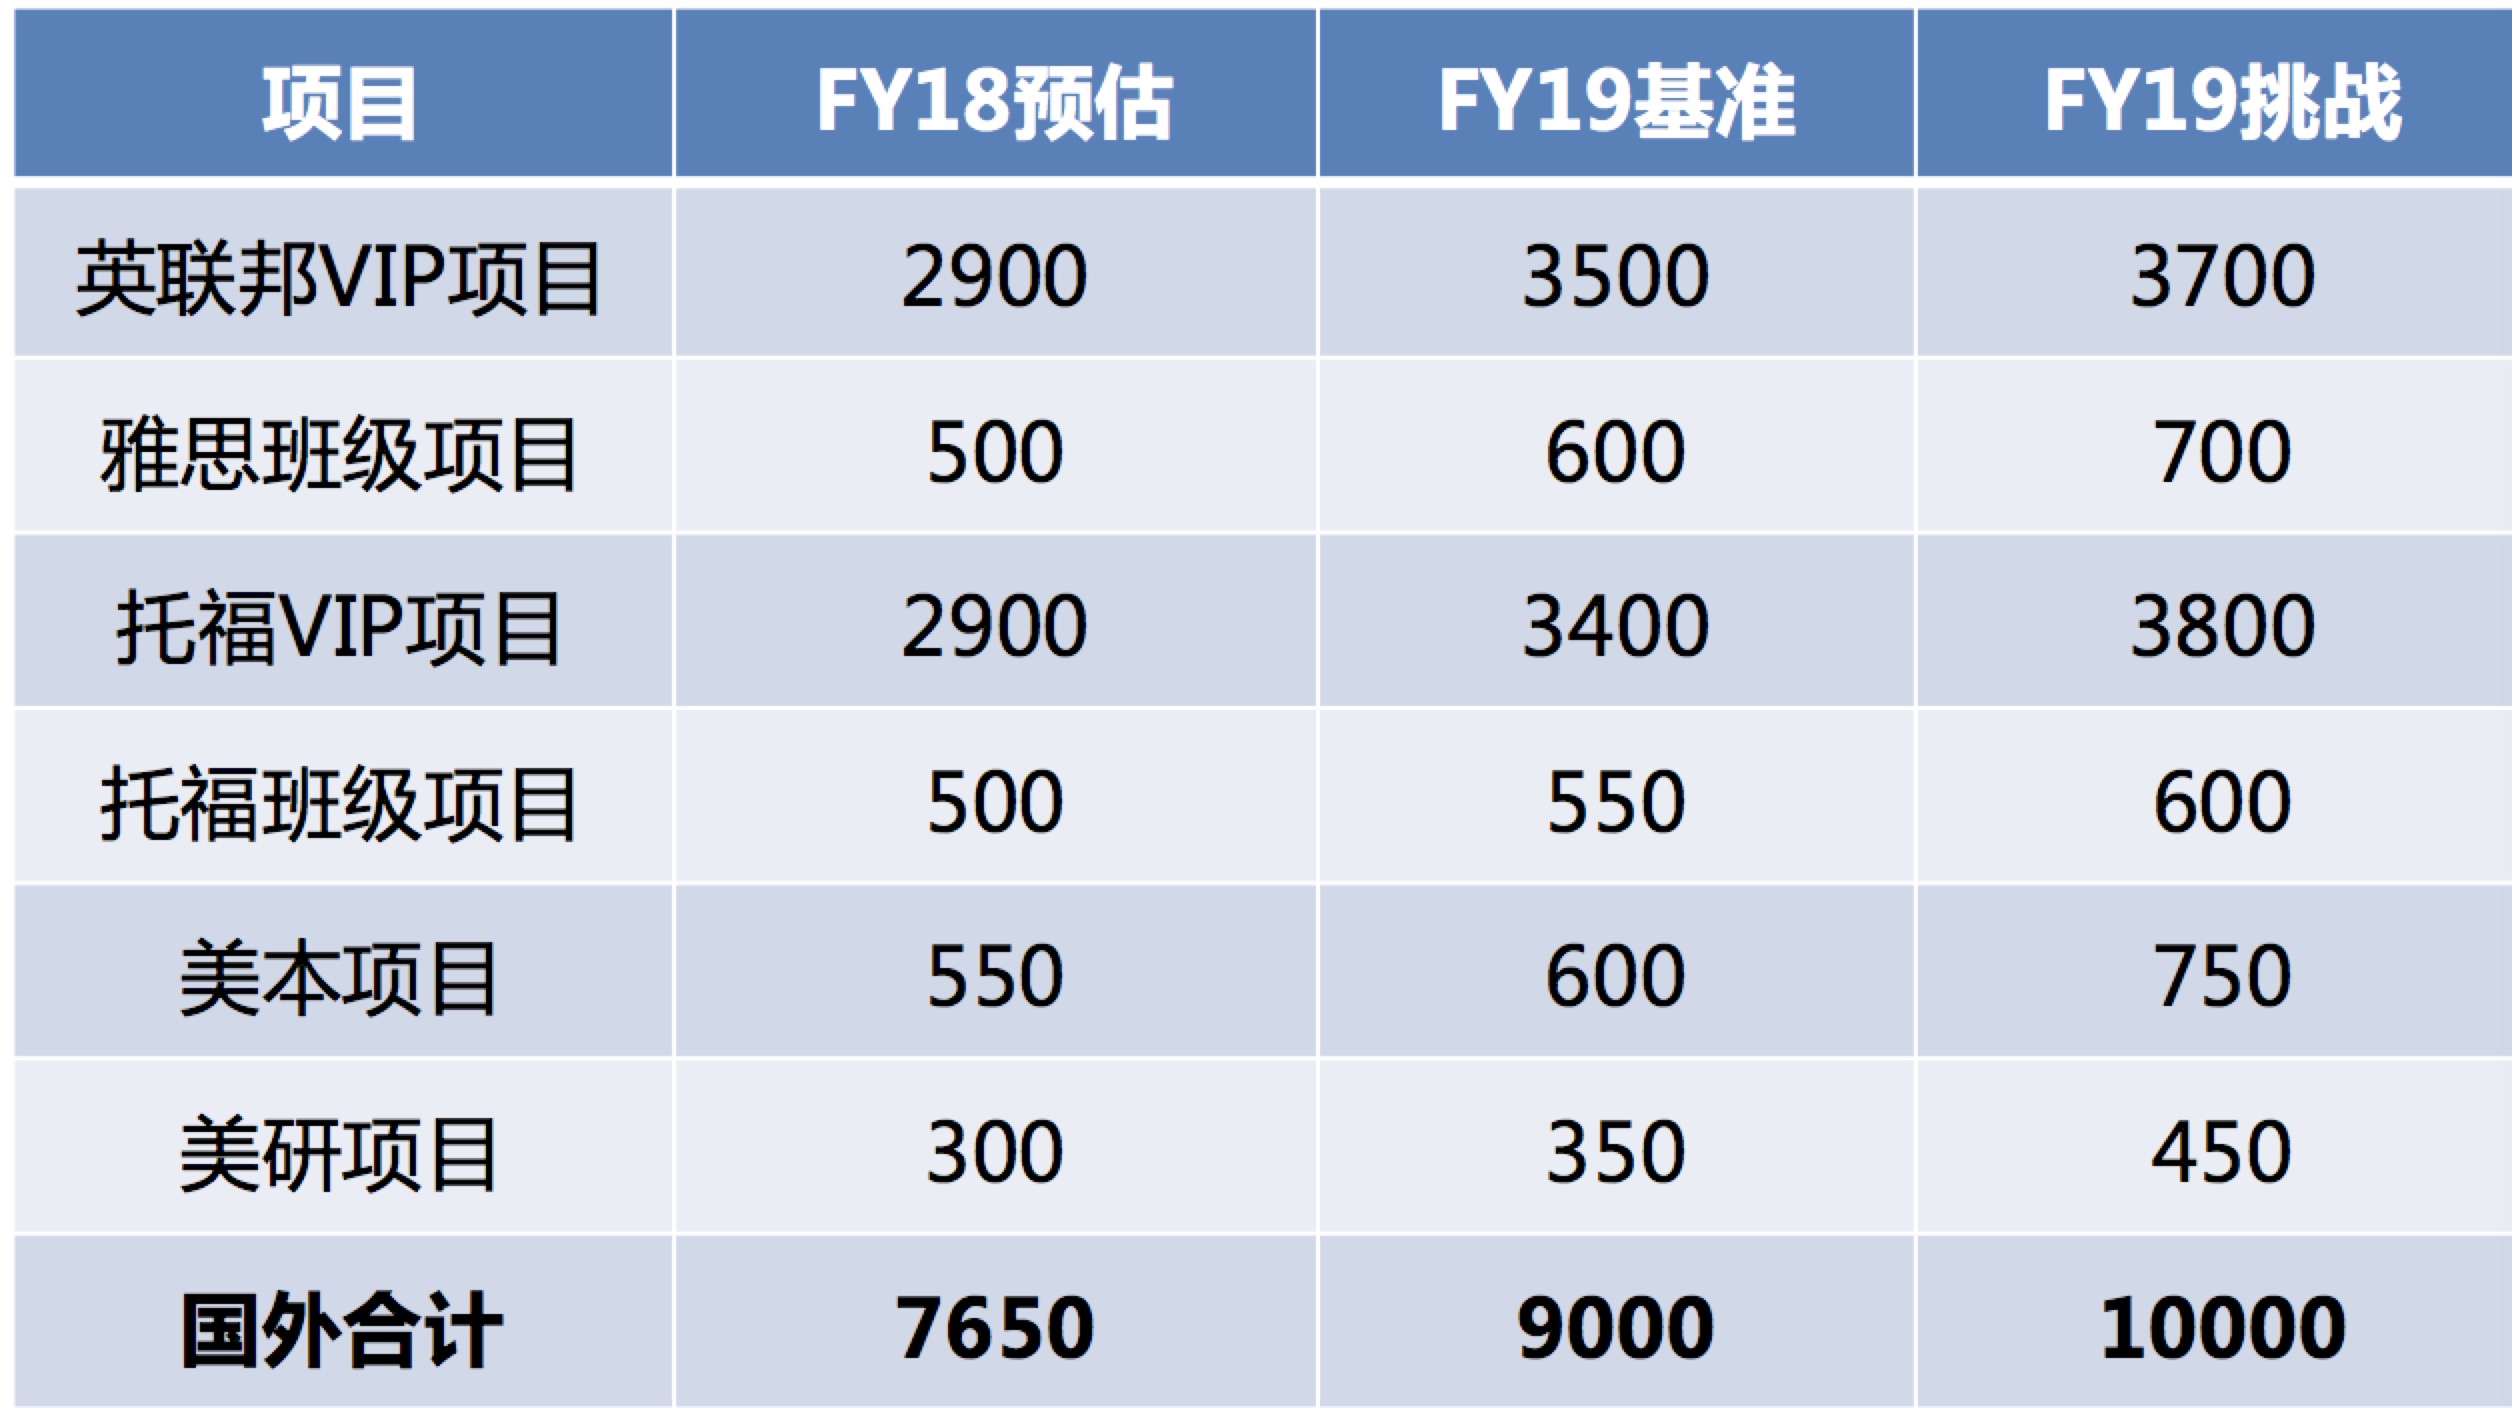 项目 FY18预估 FY19基准 FY19挑战
英联邦VIP项目 2900 3500 3700
雅思班级项目 500 600 700
托福VIP项目 2900 3400 3800
托福班级项目 500 550 600
美本项目 550 600 750
美研项目 300 350 450
国外合计 7650 9000 10000